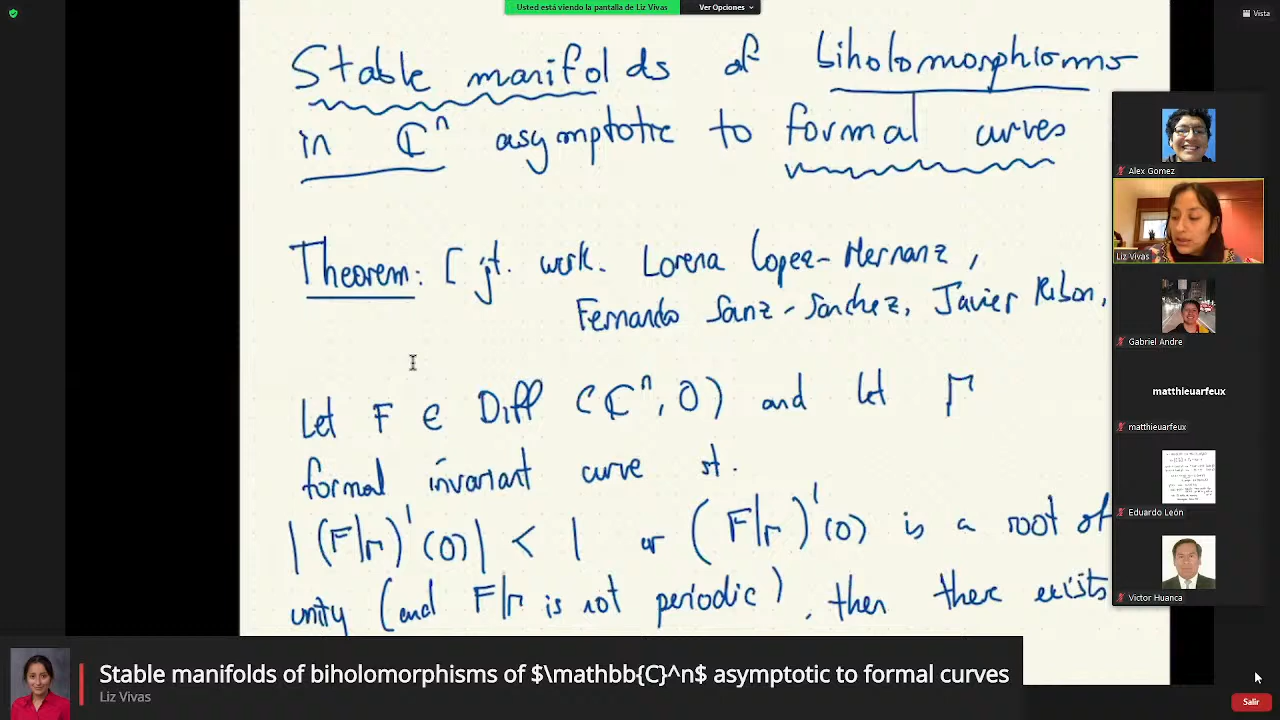 Usted está viendo la pantalla de Liz Vivas
Ver Opciones
Vista
Stable manifolds of biholomorphisms
in ℂⁿ asymptotic to formal curves
Theorem: [jt. work. Lorena Lopez-Hernanz,
Fernando Sanz-Sanchez, Javier Ribon,
Let F ∈ Diff (ℂⁿ, 0) and let Γ
formal invariant curve st.
|(F|Γ)'(0)| < 1 or (F|Γ)'(0) is a root of
unity (and F|Γ is not periodic), then there exists
Alex Gomez
Liz Vivas
Gabriel Andre
matthieuarfeux
matthieuarfeux
Eduardo León
Victor Huanca
Stable manifolds of biholomorphisms of $\mathbb{C}^n$ asymptotic to formal curves
Liz Vivas
Salir